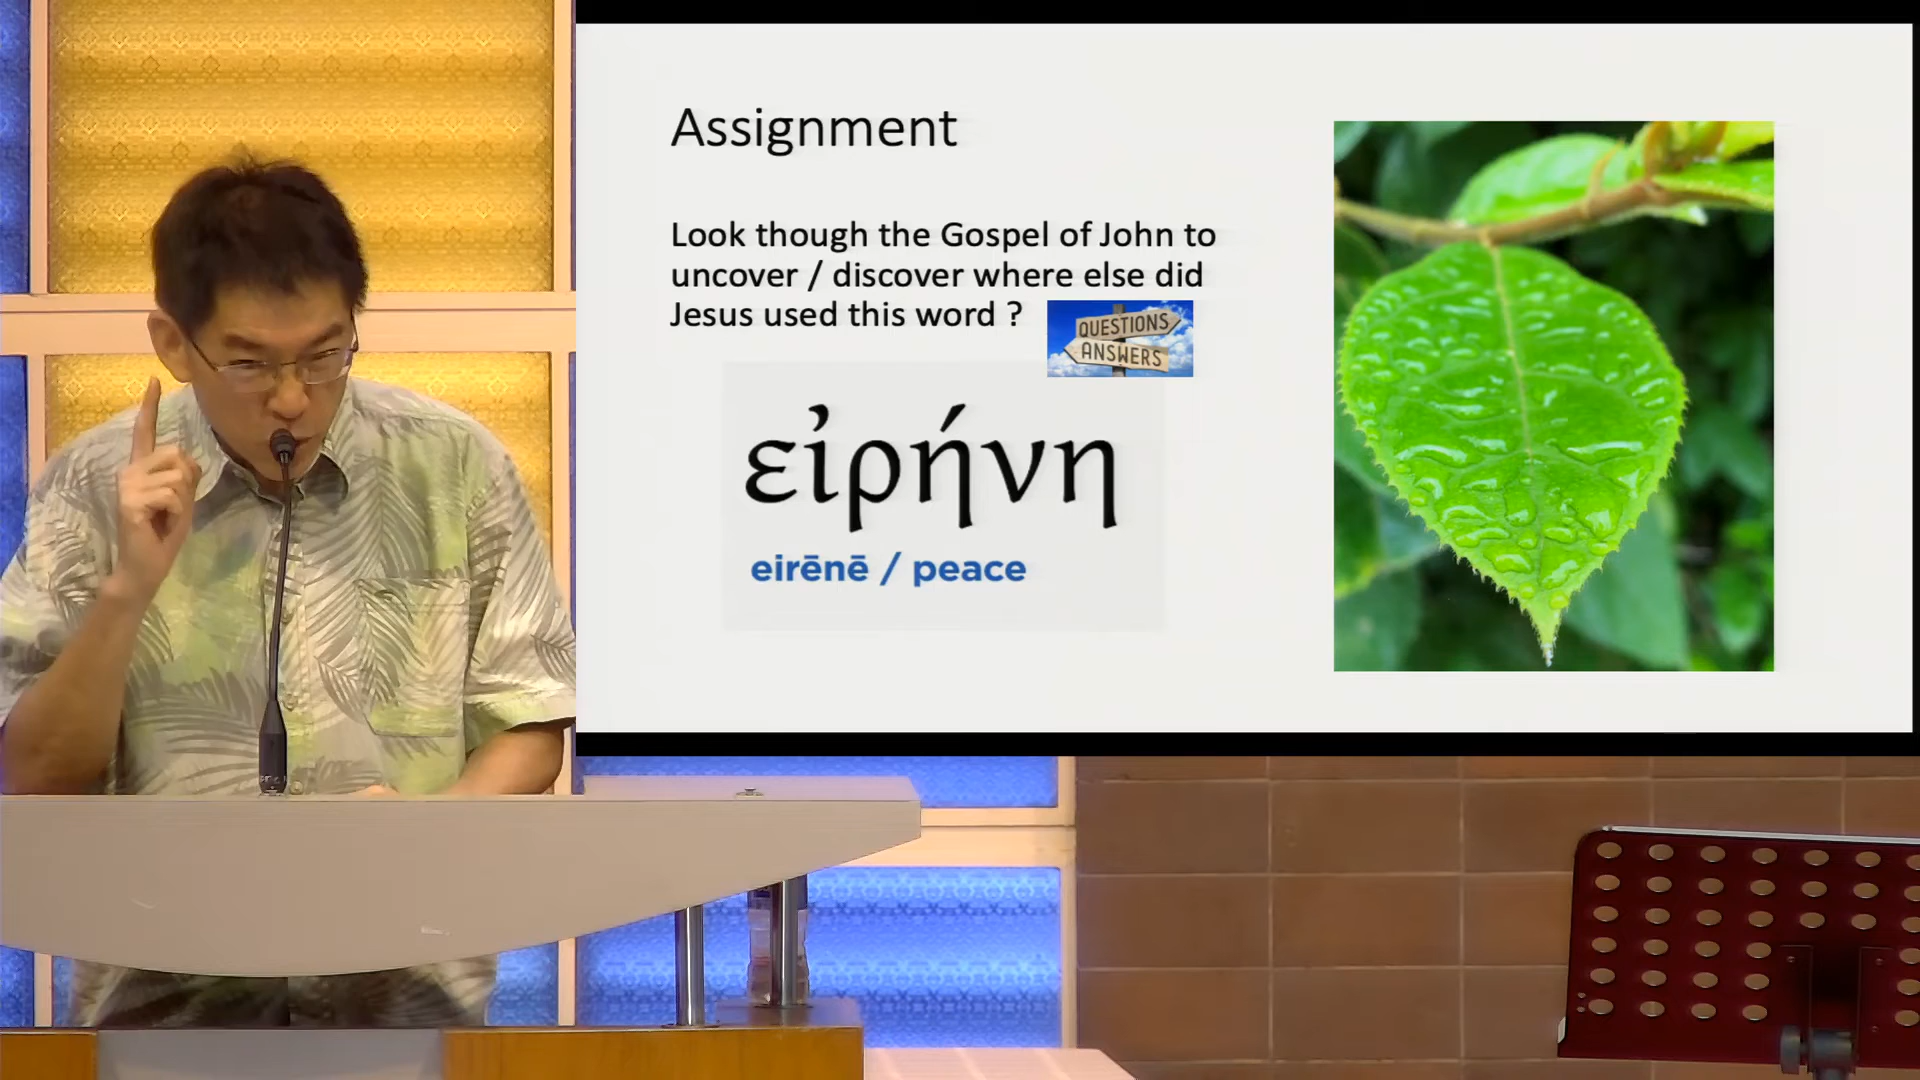 Assignment
Look though the Gospel of John to
uncover / discover where else did
Jesus used this word ?
QUESTIONS
ANSWERS
εἰρήνη
eirēnē / peace